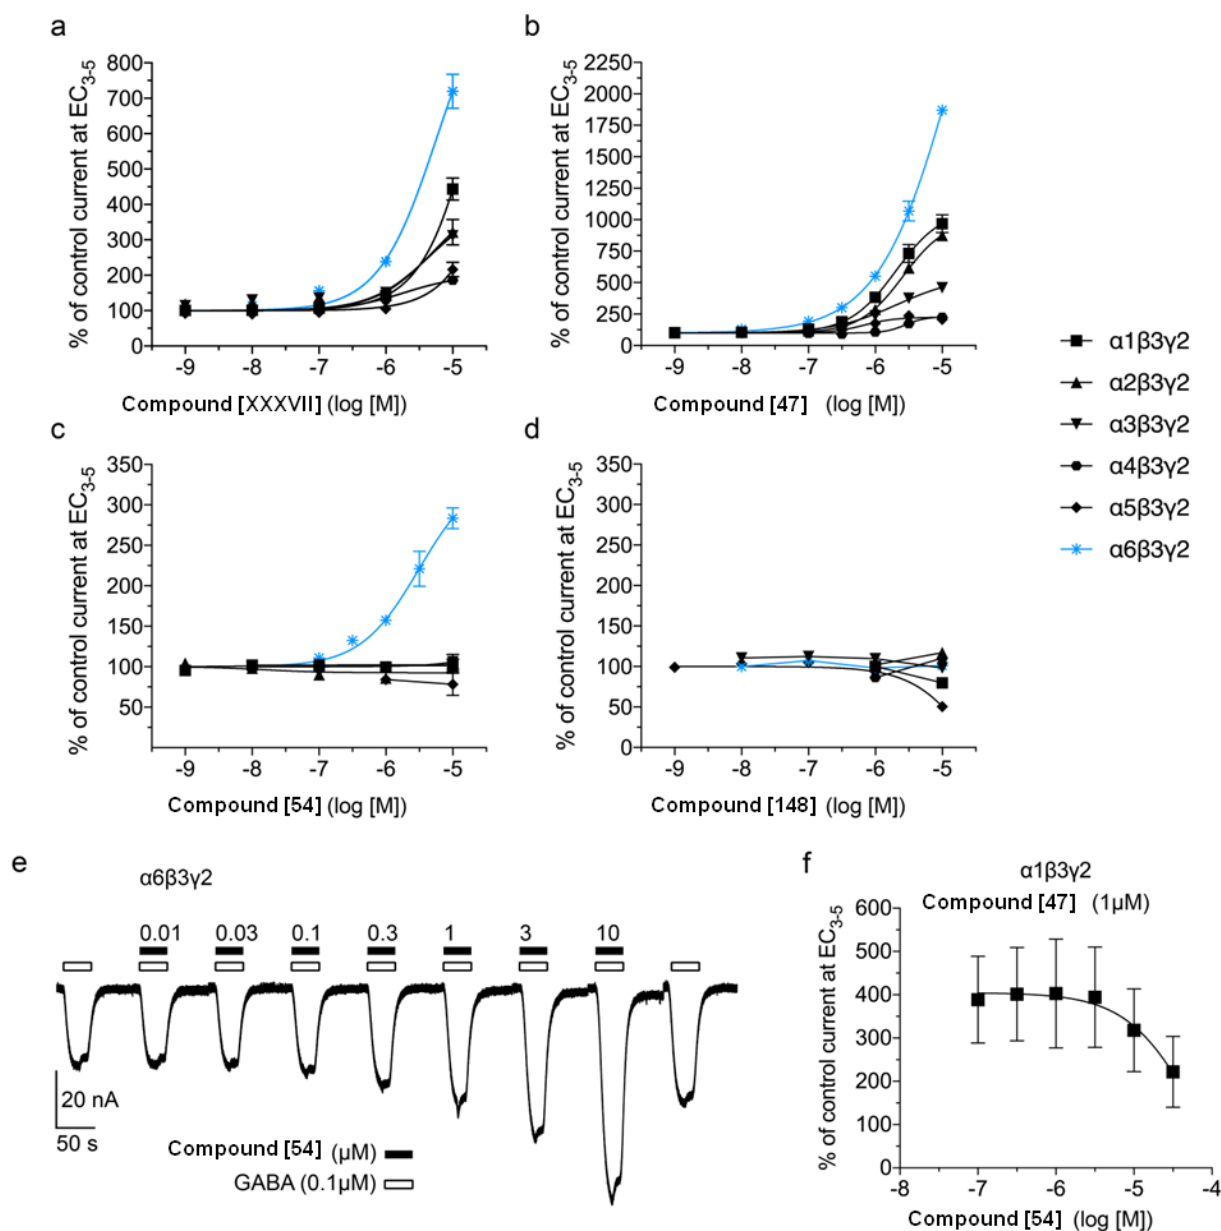 a
% of control current at EC3-5
800
700
600
500
400
300
200
100
0
-9 -8 -7 -6 -5
Compound [XXXVII] (log [M])
b
% of control current at EC3-5
2250
2000
1750
1500
1250
1000
750
500
250
0
-9 -8 -7 -6 -5
Compound [47] (log [M])
α1β3γ2
α2β3γ2
α3β3γ2
α4β3γ2
α5β3γ2
α6β3γ2
c
% of control current at EC3-5
350
300
250
200
150
100
50
-9 -8 -7 -6 -5
Compound [54] (log [M])
d
% of control current at EC3-5
350
300
250
200
150
100
50
0
-9 -8 -7 -6 -5
Compound [148] (log [M])
e
α6β3γ2
0.01 0.03 0.1 0.3 1 3 10
20 nA
50 s
Compound [54] (µM)
GABA (0.1µM)
f
α1β3γ2
Compound [47] (1µM)
% of control current at EC3-5
600
500
400
300
200
100
0
-8 -7 -6 -5 -4
Compound [54] (log [M])